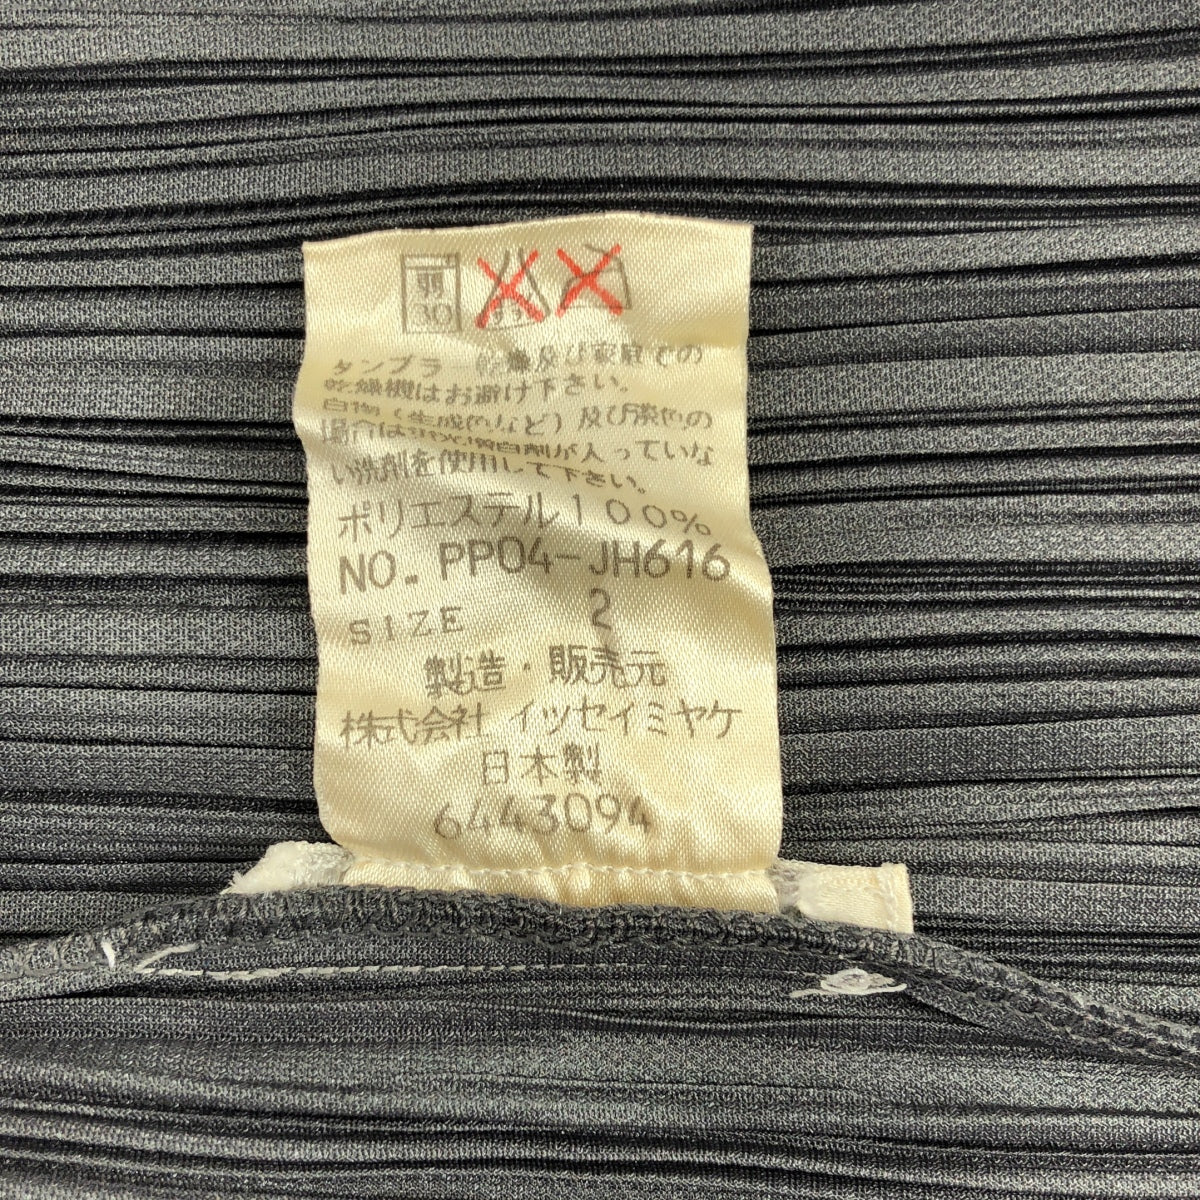 弱
30
タンブラー乾燥及び家庭での
乾燥機はお避け下さい。
白物(生成色など)及び淡色の
場合は蛍光増白剤が入っていな
い洗剤を使用して下さい。
ポリエステル100%
NO. PP04-JH616
SIZE 2
製造・販売元
株式会社 イッセイミヤケ
日本製
6443094